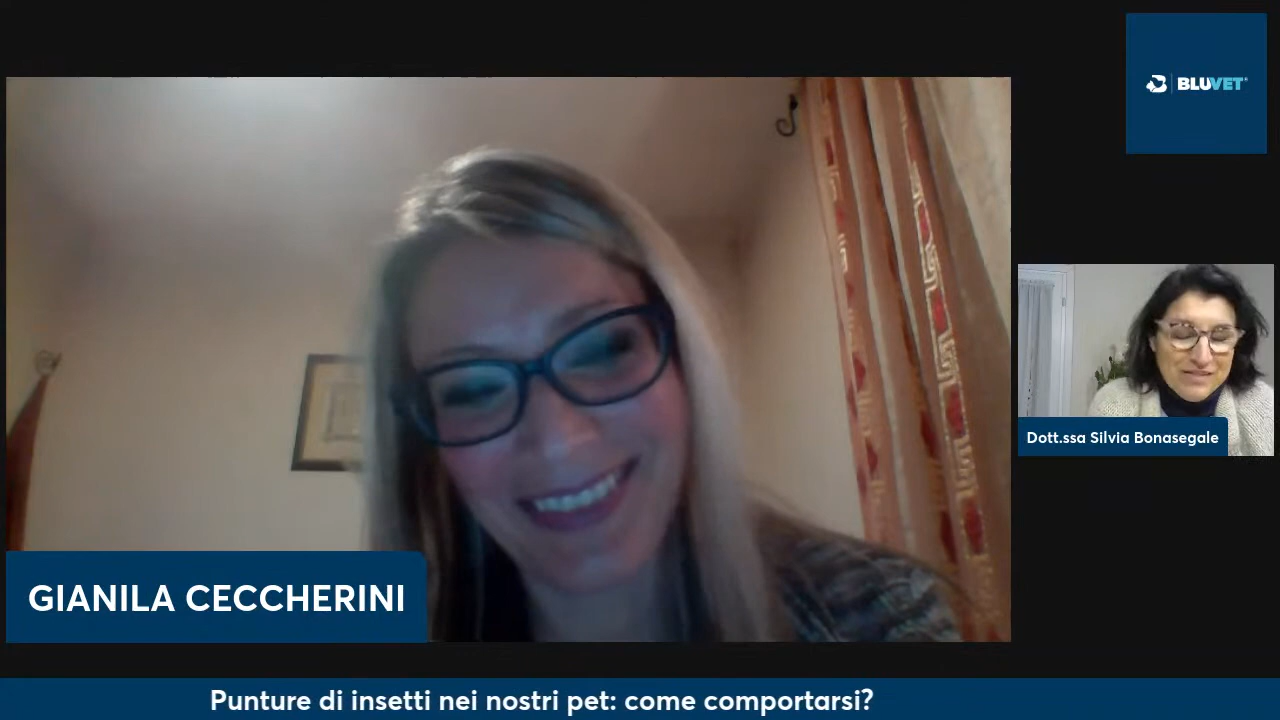 BLUVET
Dott.ssa Silvia Bonasegale
GIANILA CECCHERINI
Punture di insetti nei nostri pet: come comportarsi?